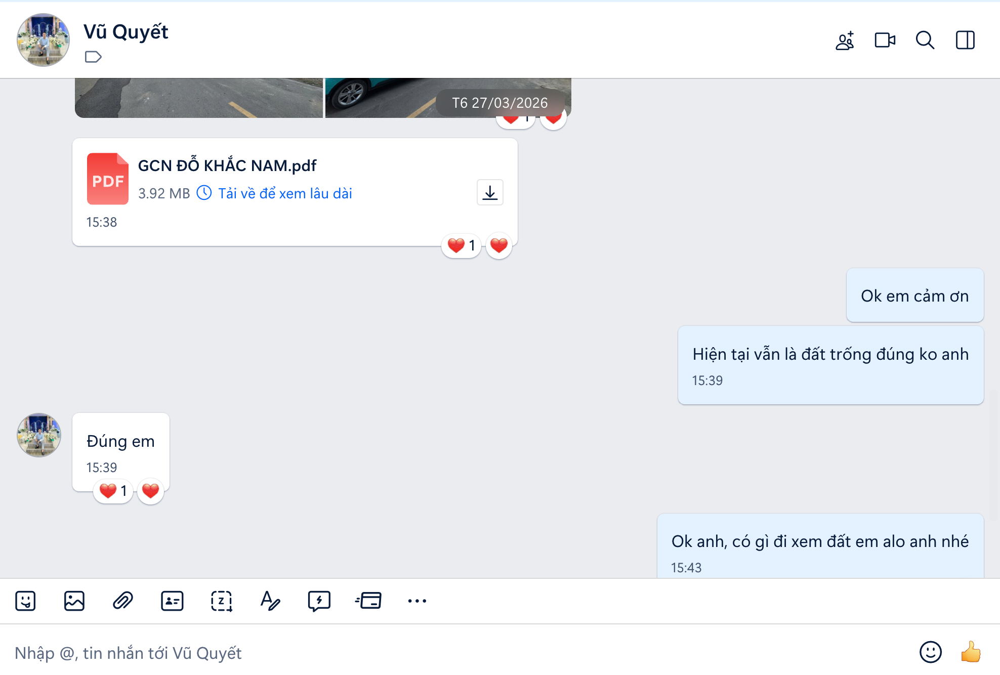 Vũ Quyết
T6 27/03/2026
1
GCN ĐỖ KHẮC NAM.pdf
PDF
3.92 MB Tải về để xem lâu dài
15:38
1
Ok em cảm ơn
Hiện tại vẫn là đất trống đúng ko anh
15:39
Đúng em
15:39
1
Ok anh, có gì đi xem đất em alo anh nhé
15:43
Nhập @, tin nhắn tới Vũ Quyết